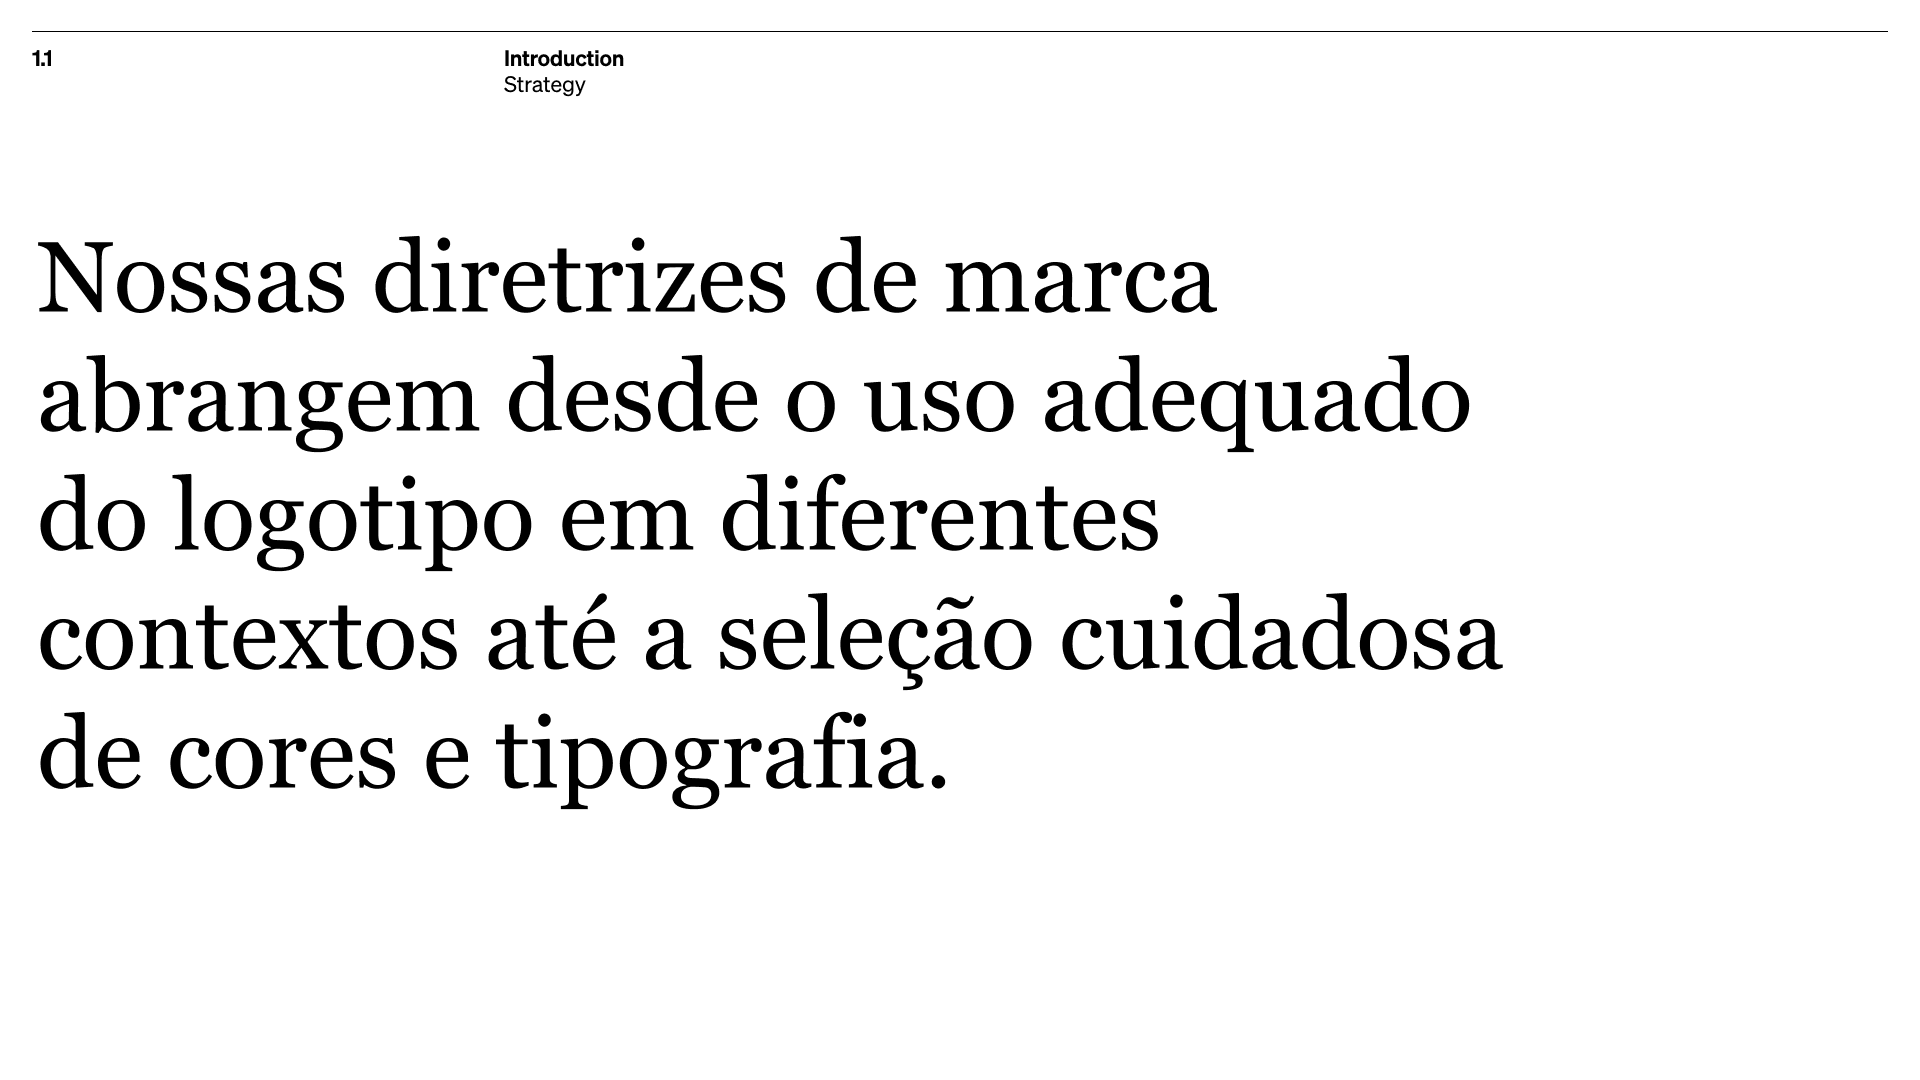 1.1
Introduction
Strategy
Nossas diretrizes de marca
abrangem desde o uso adequado
do logotipo em diferentes
contextos até a seleção cuidadosa
de cores e tipografia.